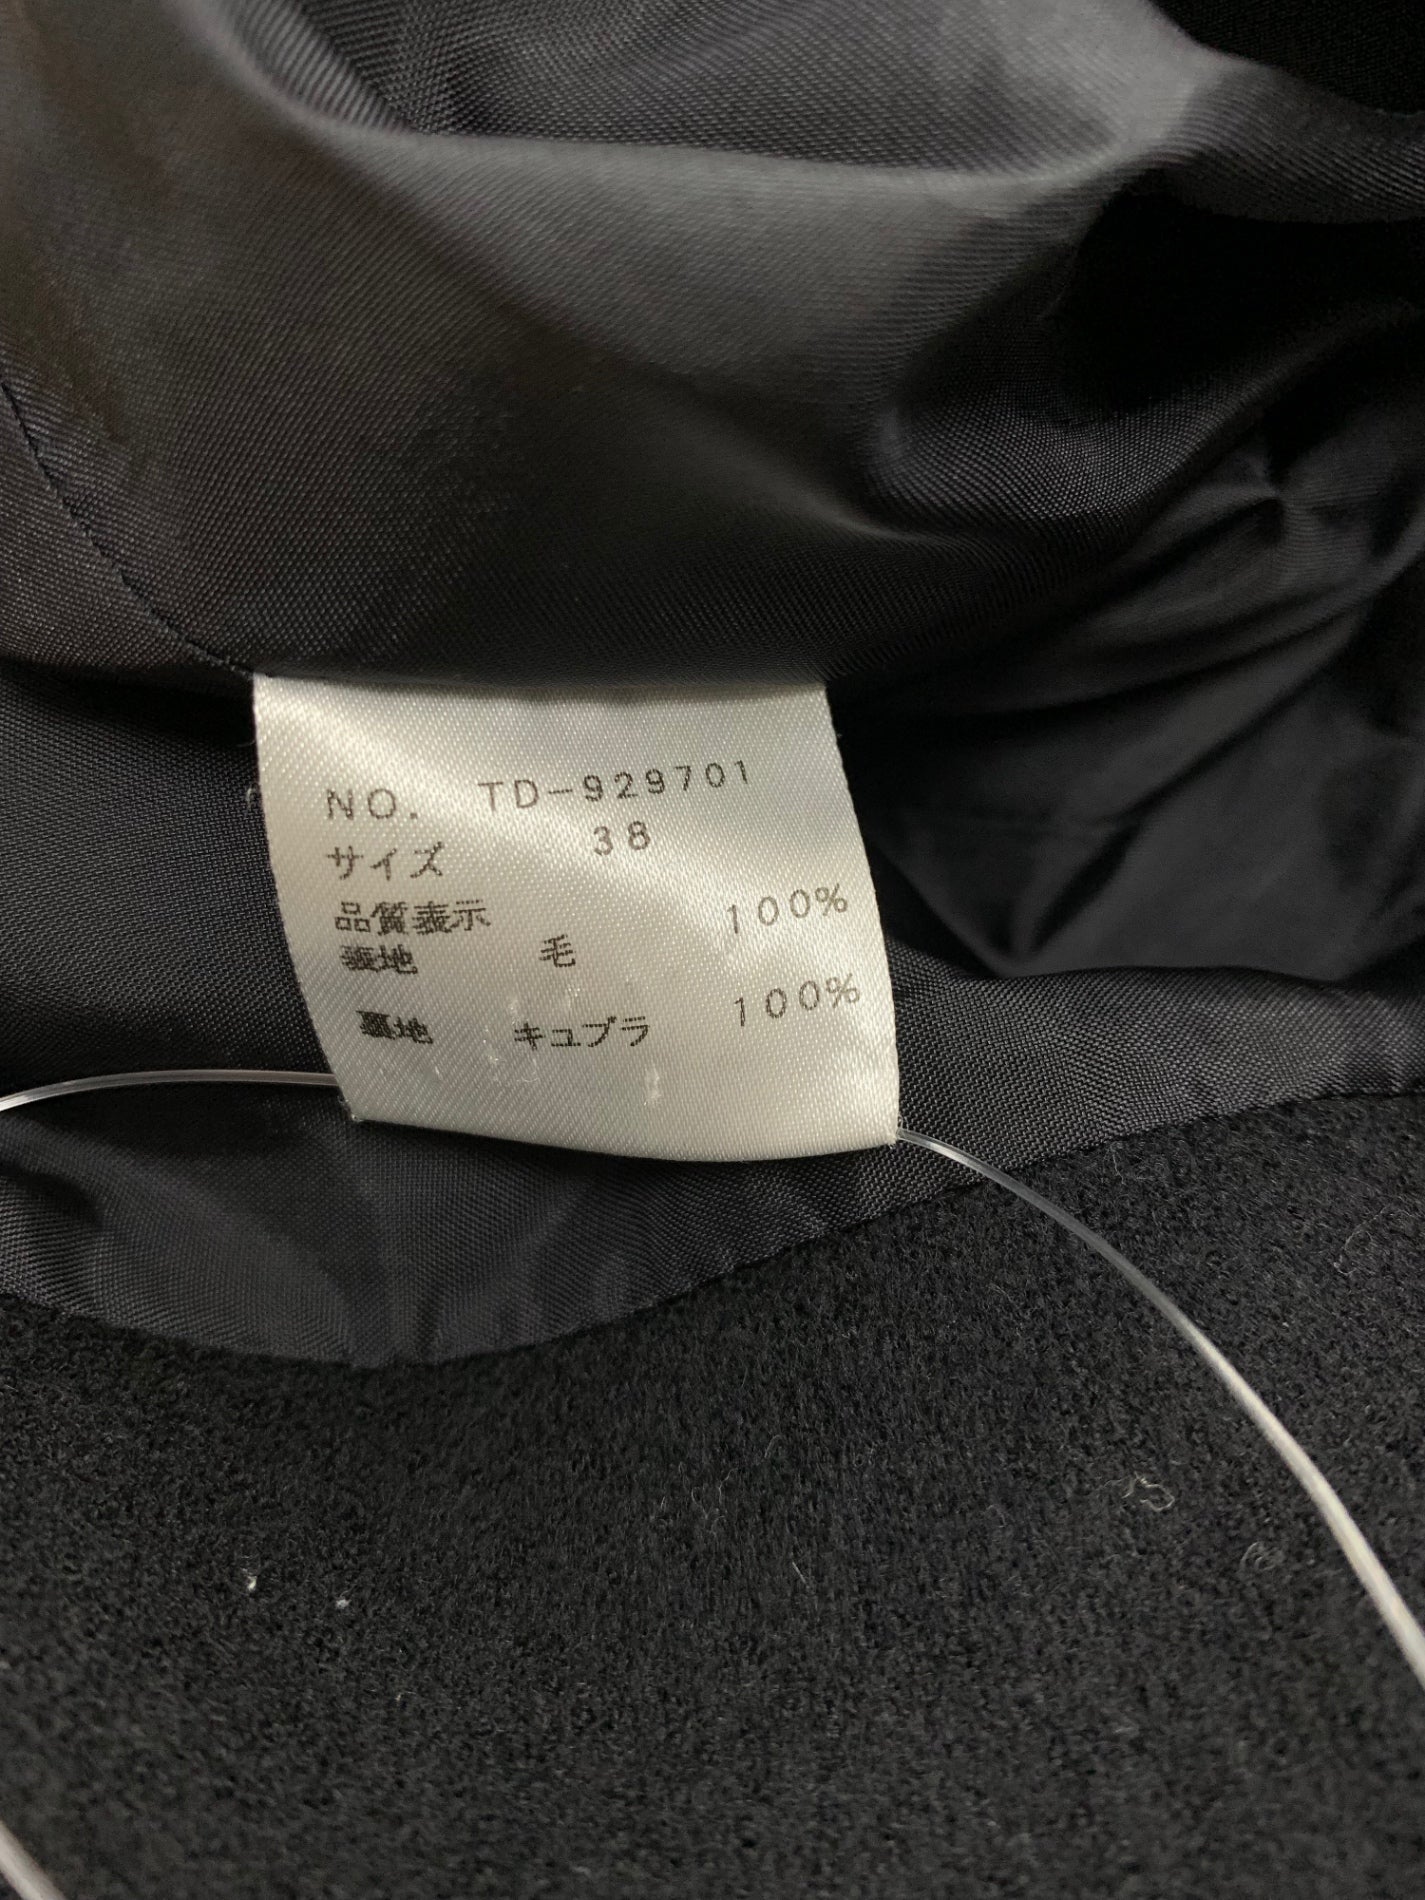 NO. TD-929701
サイズ 38
品質表示
表地 毛 100%
裏地 キュプラ 100%